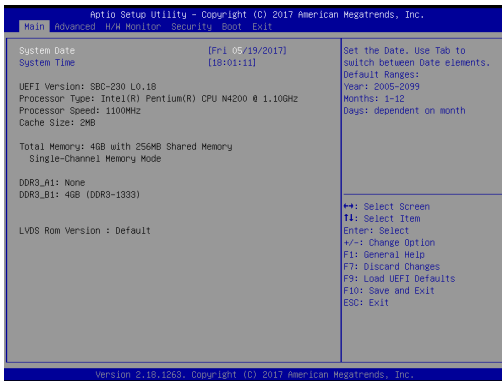 Aptio Setup Utility – Copyright (C) 2017 American Megatrends, Inc.
Main Advanced H/W Monitor Security Boot Exit
System Date [Fri 05/19/2017]
System Time [18:01:11]
UEFI Version: SBC-230 L0.18
Processor Type: Intel(R) Pentium(R) CPU N4200 @ 1.10GHz
Processor Speed: 1100MHz
Cache Size: 2MB
Total Memory: 4GB with 256MB Shared Memory
Single-Channel Memory Mode
DDR3_A1: None
DDR3_B1: 4GB (DDR3-1333)
LVDS Rom Version : Default
Set the Date. Use Tab to
switch between Date elements.
Default Ranges:
Year: 2005-2099
Months: 1-12
Days: dependent on month
↔: Select Screen
↑↓: Select Item
Enter: Select
+/-: Change Option
F1: General Help
F7: Discard Changes
F9: Load UEFI Defaults
F10: Save and Exit
ESC: Exit
Version 2.18.1263. Copyright (C) 2017 American Megatrends, Inc.